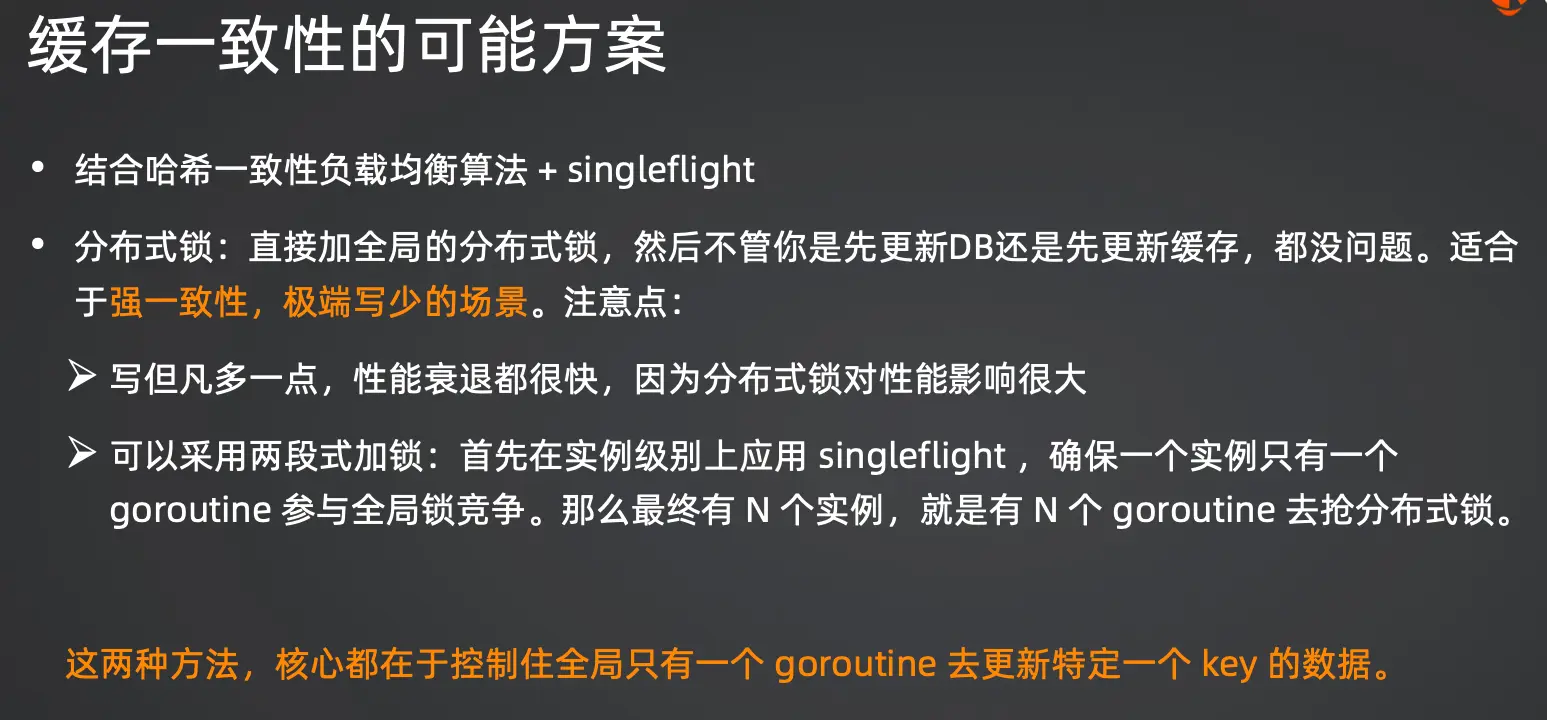 缓存一致性的可能方案
• 结合哈希一致性负载均衡算法 + singleflight
• 分布式锁：直接加全局的分布式锁，然后不管你是先更新DB还是先更新缓存，都没问题。适合
于强一致性，极端写少的场景。注意点：
➢ 写但凡多一点，性能衰退都很快，因为分布式锁对性能影响很大
➢ 可以采用两段式加锁：首先在实例级别上应用 singleflight ，确保一个实例只有一个
goroutine 参与全局锁竞争。那么最终有 N 个实例，就是有 N 个 goroutine 去抢分布式锁。
这两种方法，核心都在于控制住全局只有一个 goroutine 去更新特定一个 key 的数据。